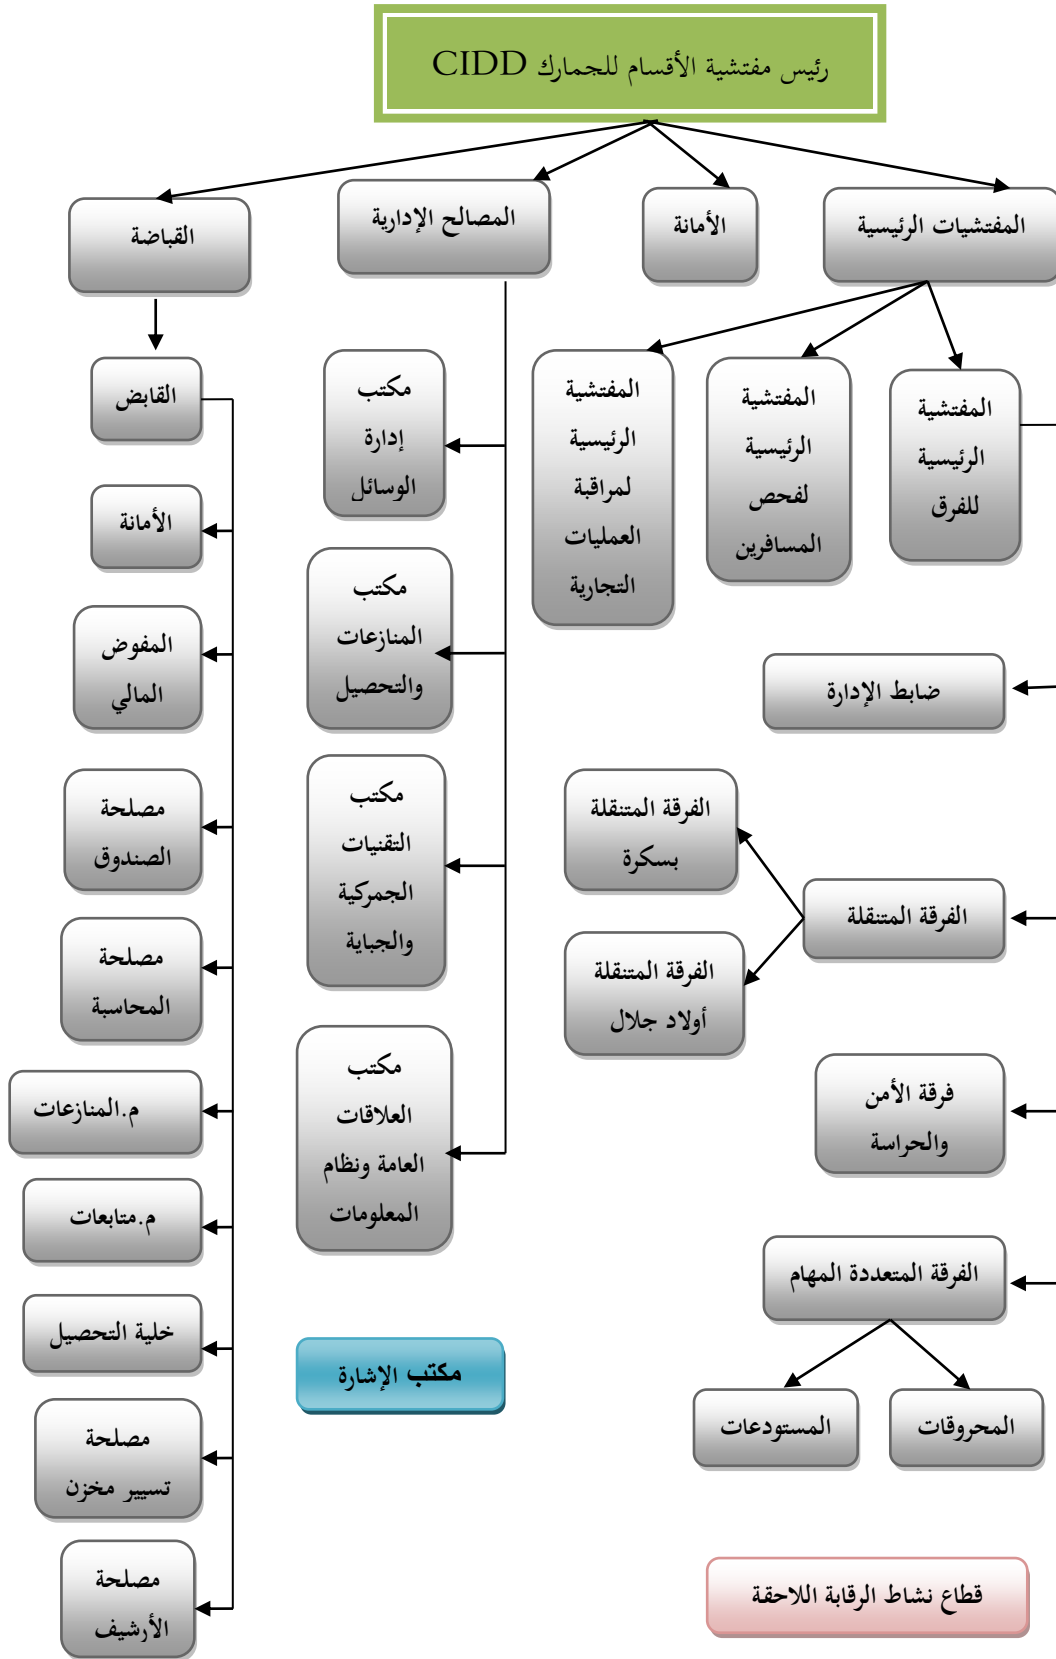 رئيس مفتشية الأقسام للجمارك CIDD
المفتشيات الرئيسية
الأمانة
المصالح الإدارية
القباضة
المفتشية
الرئيسية
للفرق
المفتشية
الرئيسية
لفحص
المسافرين
المفتشية
الرئيسية
لمراقبة
العمليات
التجارية
ضابط الإدارة
الفرقة المتنقلة
الفرقة المتنقلة
بسكرة
الفرقة المتنقلة
أولاد جلال
فرقة الأمن
والحراسة
الفرقة المتعددة المهام
المحروقات
المستودعات
قطاع نشاط الرقابة اللاحقة
مكتب
إدارة
الوسائل
مكتب
المنازعات
والتحصيل
مكتب
التقنيات
الجمركية
والجباية
مكتب
العلاقات
العامة ونظام
المعلومات
مكتب الإشارة
القابض
الأمانة
المفوض
المالي
مصلحة
الصندوق
مصلحة
المحاسبة
م.المنازعات
م.متابعات
خلية التحصيل
مصلحة
تسيير مخزن
مصلحة
الأرشيف